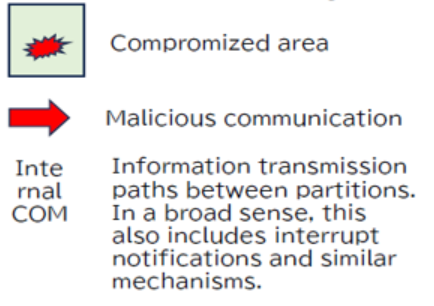 Compromized area
Malicious communication
Inte
rnal
COM
Information transmission
paths between partitions.
In a broad sense, this
also includes interrupt
notifications and similar
mechanisms.